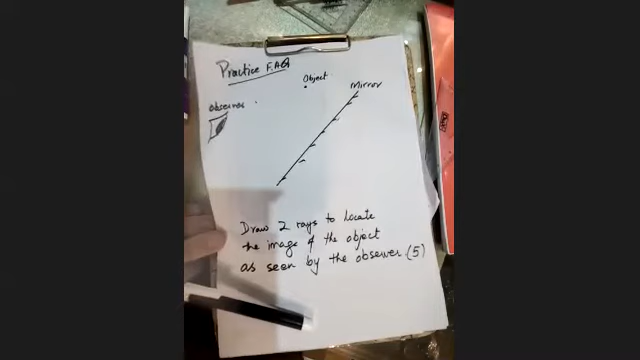 Practice F.A.Q
Object
Mirror
Observer
Draw 2 rays to locate
the image of the object
as seen by the observer. (5)